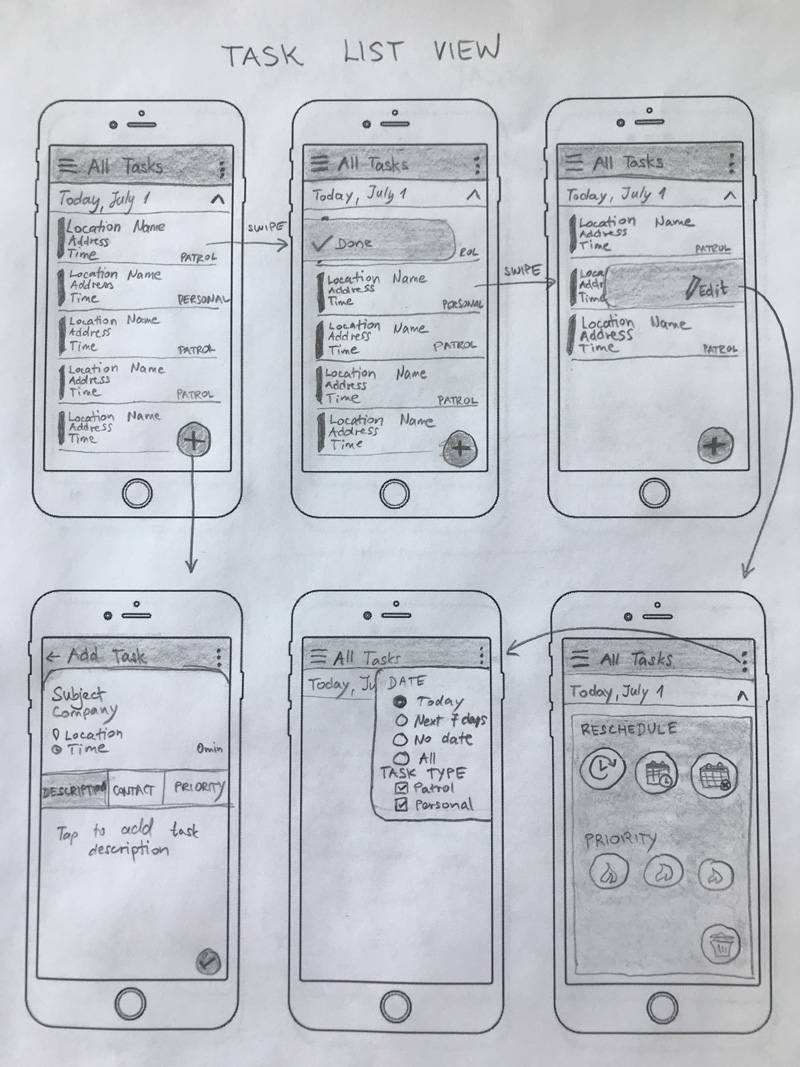 TASK LIST VIEW
All Tasks
Today, July 1
Location Name
Address
Time
PATROL
Location Name
Address
Time
PERSONAL
Location Name
Address
Time
PATROL
Location Name
Address
Time
PATROL
Location Name
Address
Time
SWIPE
All Tasks
Today, July 1
Done
ROL
Location Name
Address
Time
PERSONAL
Location Name
Address
Time
PATROL
Location Name
Address
Time
PATROL
Location Name
Address
Time
SWIPE
All Tasks
Today, July 1
Location Name
Address
Time
PATROL
Loca
Addr
Time
Edit
Location Name
Address
Time
PATROL
Add Task
Subject
Company
Location
Time 0min
DESCRIPTION CONTACT PRIORITY
Tap to add task
description
All Tasks
Today, Ju
DATE
Today
Next 7 days
No date
All
TASK TYPE
Patrol
Personal
All Tasks
Today, July 1
RESCHEDULE
PRIORITY